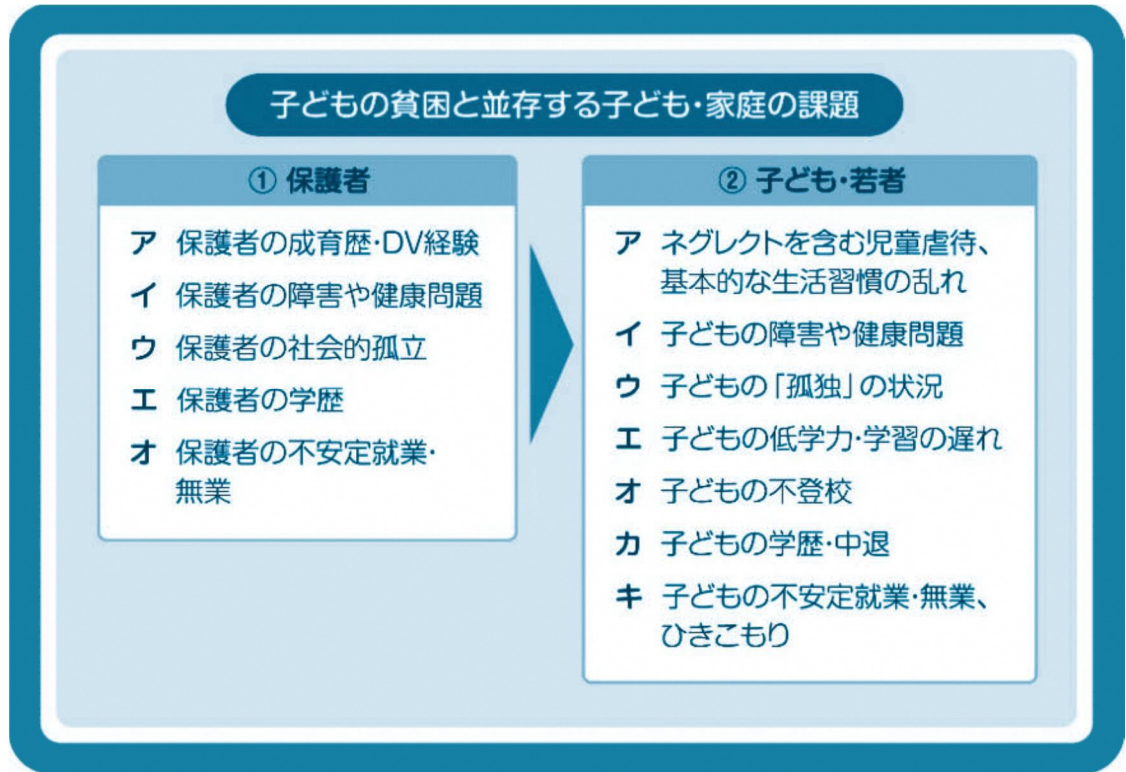 子どもの貧困と並存する子ども・家庭の課題
① 保護者
ア 保護者の成育歴・DV経験
イ 保護者の障害や健康問題
ウ 保護者の社会的孤立
エ 保護者の学歴
オ 保護者の不安定就業・
無業
② 子ども・若者
ア ネグレクトを含む児童虐待、
基本的な生活習慣の乱れ
イ 子どもの障害や健康問題
ウ 子どもの「孤独」の状況
エ 子どもの低学力・学習の遅れ
オ 子どもの不登校
カ 子どもの学歴・中退
キ 子どもの不安定就業・無業、
ひきこもり